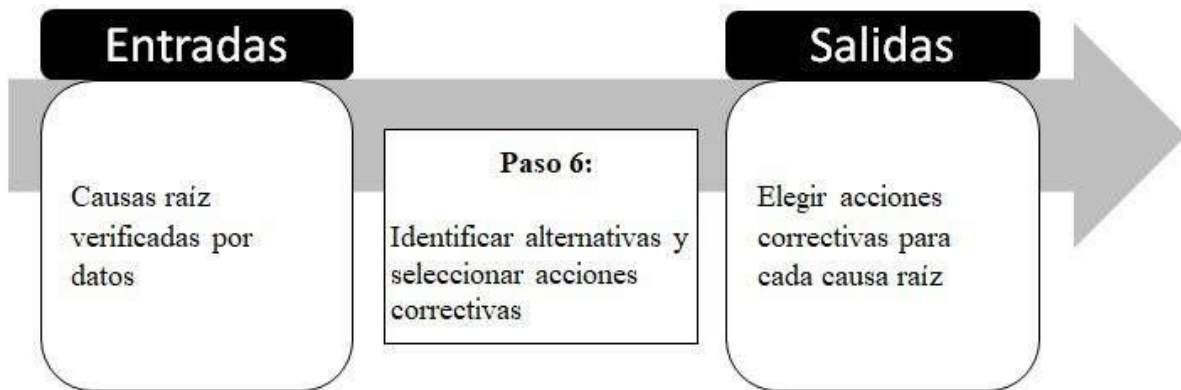 Entradas
Causas raíz
verificadas por
datos
Paso 6:
Identificar alternativas y
seleccionar acciones
correctivas
Salidas
Elegir acciones
correctivas para
cada causa raíz